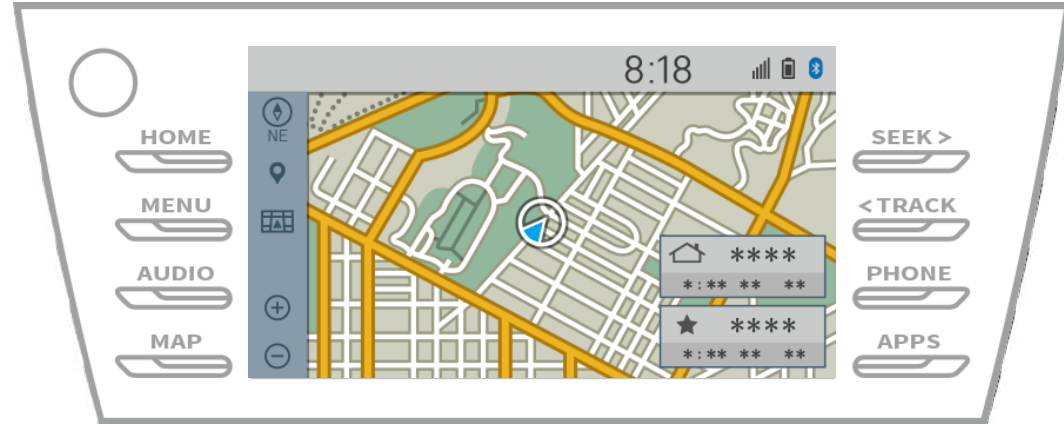 8:18
NE
HOME
MENU
AUDIO
MAP
****
*:** ** **
****
*:** ** **
SEEK >
< TRACK
PHONE
APPS